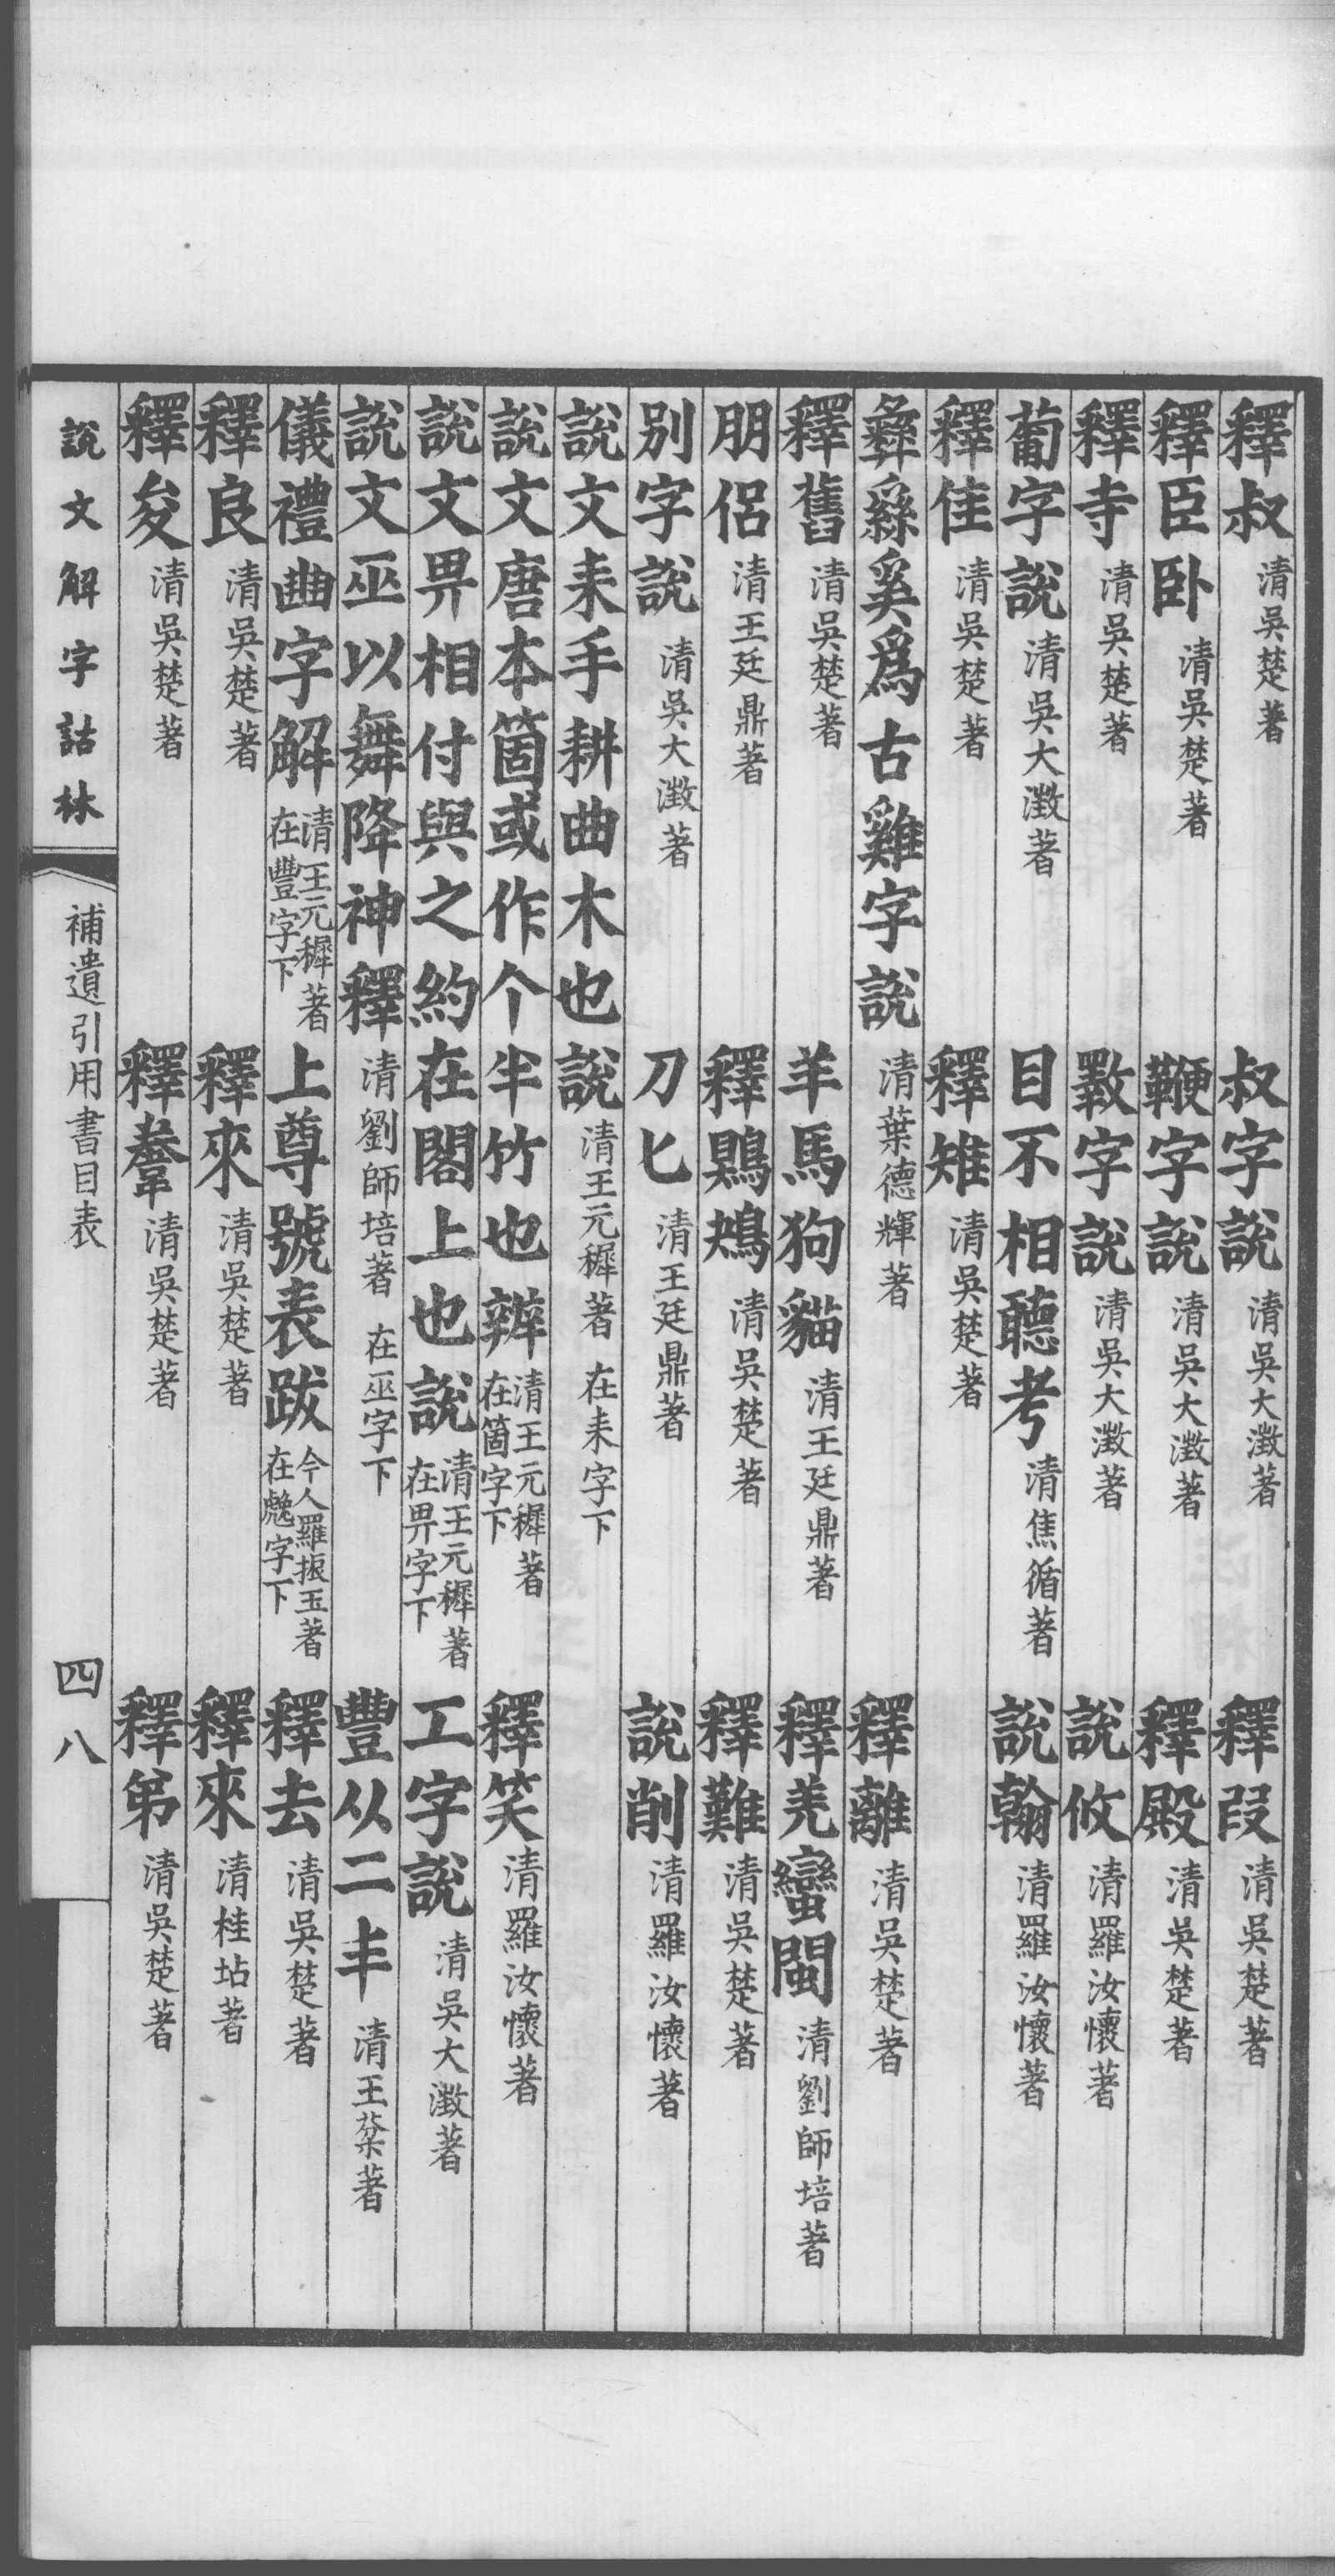 釋叔 清吳楚著 叔字說 清吳大澂著 釋叚 清吳楚著
釋臣卧 清吳楚著 鞭字說 清吳大澂著 釋殿 清吳楚著
釋寺 清吳楚著 斁字說 清吳大澂著 說攸 清羅汝懷著
葡字說 清吳大澂著 目不相聽考 清焦循著 說翰 清羅汝懷著
釋隹 清吳楚著 釋雉 清吳楚著
彝繇奚為古雞字說 清葉德輝著 釋離 清吳楚著
釋舊 清吳楚著 羊馬狗貓 清王廷鼎著 釋羌蠻閩 清劉師培著
朋侶 清王廷鼎著 釋鶪鴂 清吳楚著 釋難 清吳楚著
別字說 清吳大澂著 刀匕 清王廷鼎著 說削 清羅汝懷著
說文耒手耕曲木也說 清王元穉著 在耒字下
說文唐本箇或作个半竹也辨 清王元穉著 在箇字下 釋笑 清羅汝懷著
說文畀相付與之約在閣上也說 清王元穉著 在畀字下 工字說 清吳大澂著
說文巫以舞降神釋 清劉師培著 在巫字下 豐从二丰 清王棻著
儀禮豊字解 清王元穉著 在豐字下 上尊號表跋 今人羅振玉著 在虪字下 釋去 清吳楚著
釋良 清吳楚著 釋來 清吳楚著 釋來 清桂坫著
釋夋 清吳楚著 釋舝 清吳楚著 釋弟 清吳楚著
說文解字詁林
補遺引用書目表
四八